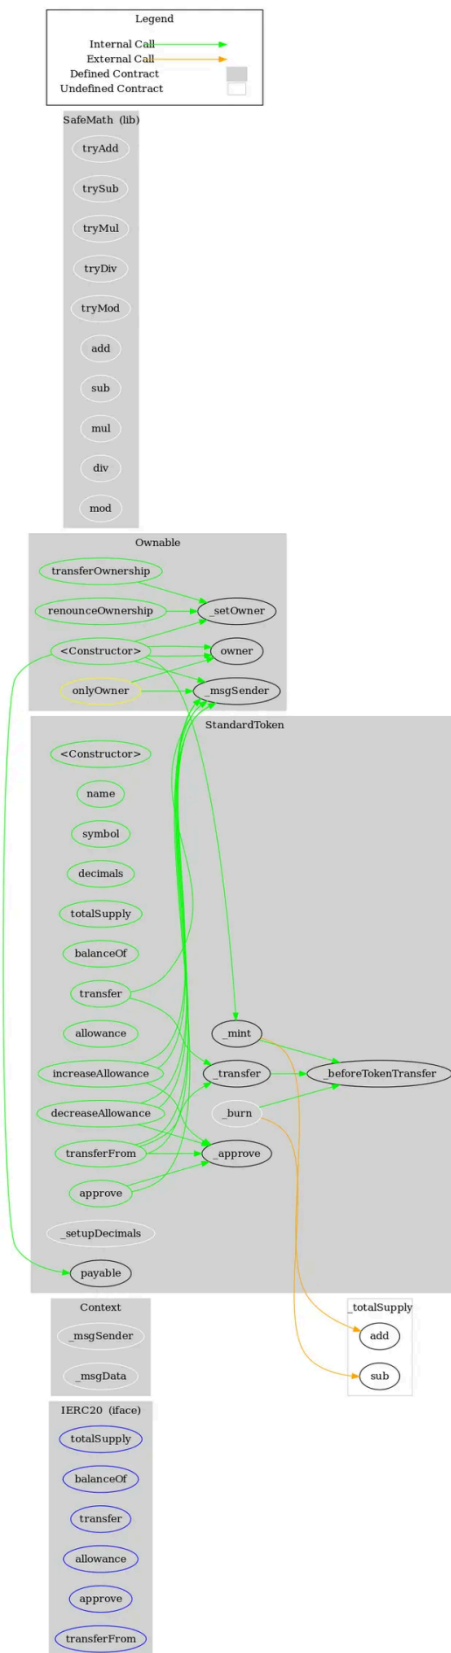 Legend
Internal Call
External Call
Defined Contract
Undefined Contract
SafeMath (lib)
tryAdd
trySub
tryMul
tryDiv
tryMod
add
sub
mul
div
mod
Ownable
transferOwnership
renounceOwnership
_setOwner
<Constructor>
owner
onlyOwner
_msgSender
StandardToken
<Constructor>
name
symbol
decimals
totalSupply
balanceOf
transfer
allowance
_mint
increaseAllowance
_transfer
_beforeTokenTransfer
decreaseAllowance
_burn
transferFrom
_approve
approve
_setupDecimals
payable
Context
_msgSender
_msgData
_totalSupply
add
sub
IERC20 (iface)
totalSupply
balanceOf
transfer
allowance
approve
transferFrom